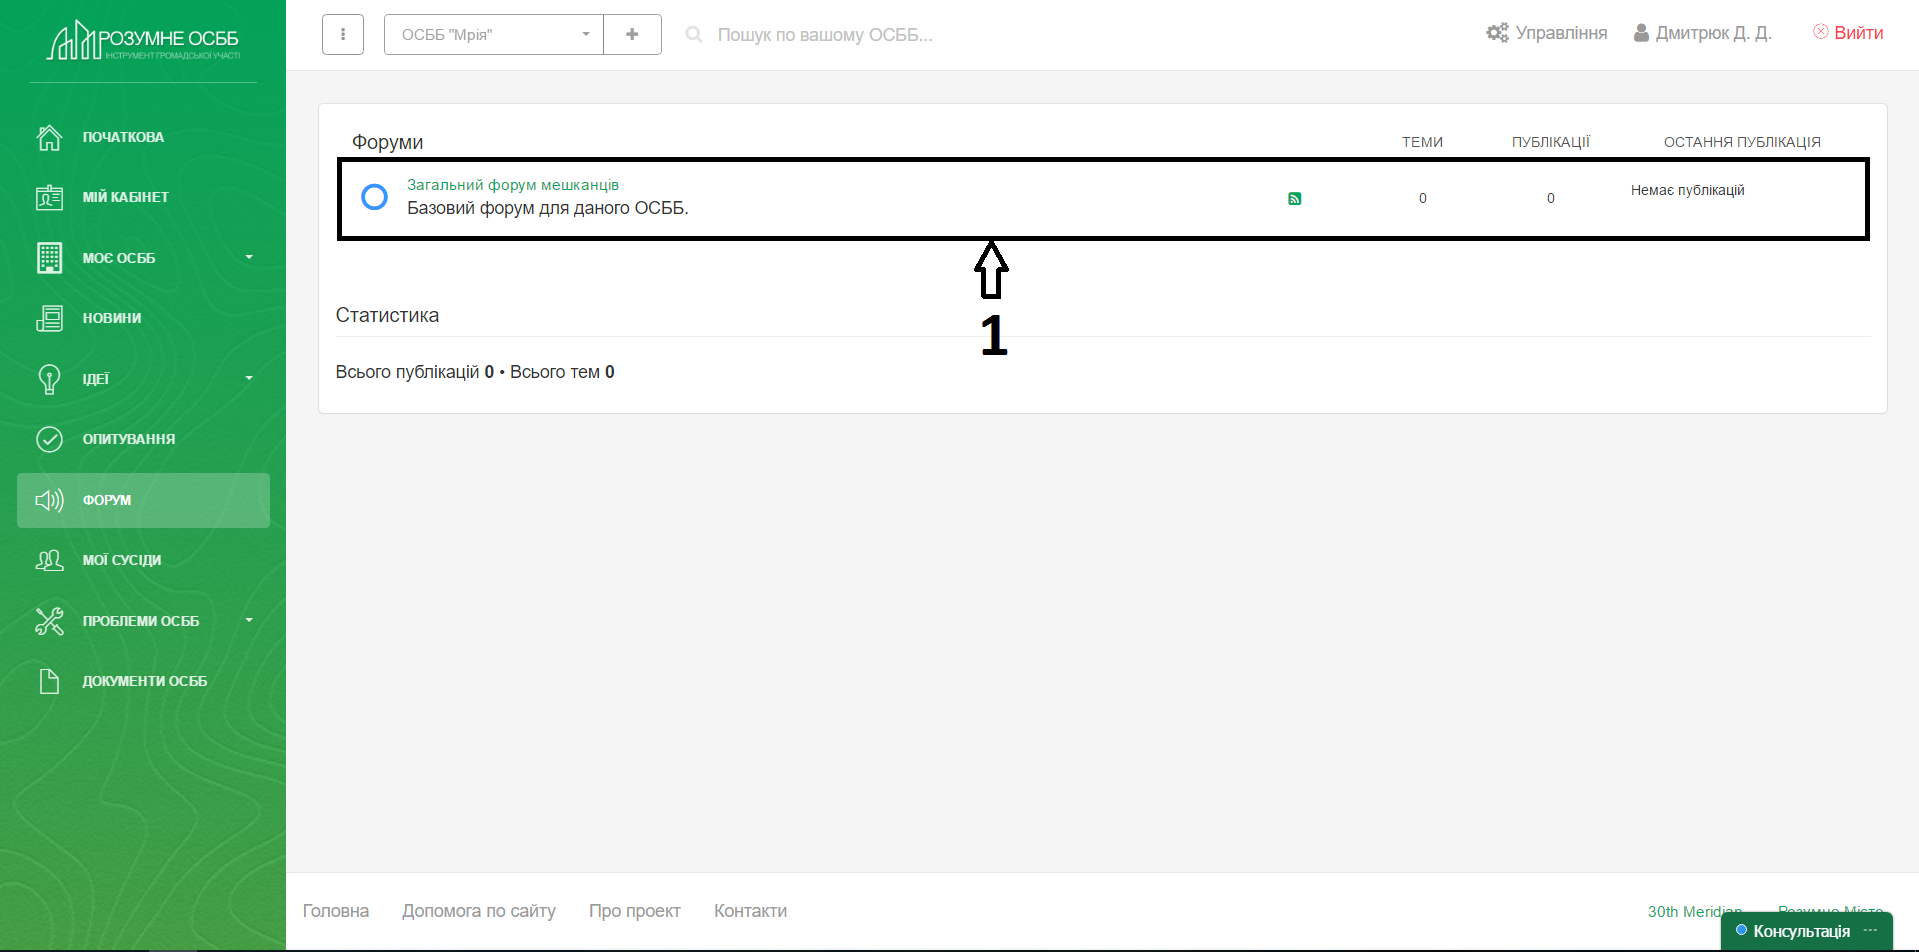 РОЗУМНЕ ОСББ
ІНСТРУМЕНТ ГРОМАДСЬКОЇ УЧАСТІ
ПОЧАТКОВА
МІЙ КАБІНЕТ
МОЄ ОСББ
НОВИНИ
ІДЕЇ
ОПИТУВАННЯ
ФОРУМ
МОЇ СУСІДИ
ПРОБЛЕМИ ОСББ
ДОКУМЕНТИ ОСББ
ОСББ "Мрія"
Пошук по вашому ОСББ...
Управління
Дмитрюк Д. Д.
Вийти
Форуми ТЕМИ ПУБЛІКАЦІЇ ОСТАННЯ ПУБЛІКАЦІЯ
Загальний форум мешканців
Базовий форум для даного ОСББ.
0 0 Немає публікацій
1
Статистика
Всього публікацій 0 • Всього тем 0
Головна Допомога по сайту Про проект Контакти
30th Meridian Розумне Місто
Консультація ...